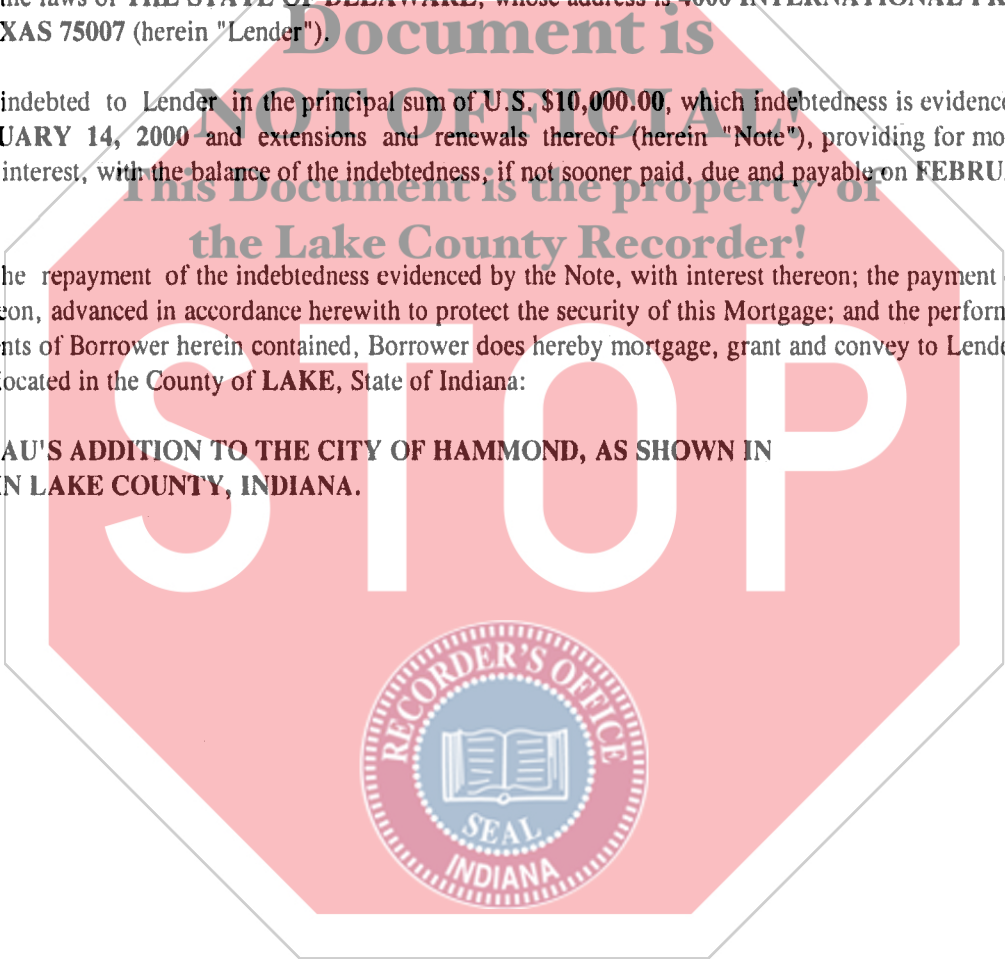 the laws of THE STATE OF DELAWARE, whose address is 4000 INTERNATIONAL
XAS 75007 (herein "Lender").
Document is
indebted to Lender in the principal sum of U.S. $10,000.00, which indebtedness is evidenc
NOT OFFICIAL!
UARY 14, 2000 and extensions and renewals thereof (herein "Note"), providing for mo
interest, with the balance of the indebtedness, if not sooner paid, due and payable on FEBRU
This Document is the property of
the Lake County Recorder!
he repayment of the indebtedness evidenced by the Note, with interest thereon; the payment
eon, advanced in accordance herewith to protect the security of this Mortgage; and the perform
nts of Borrower herein contained, Borrower does hereby mortgage, grant and convey to Lende
located in the County of LAKE, State of Indiana:
AU'S ADDITION TO THE CITY OF HAMMOND, AS SHOWN IN
IN LAKE COUNTY, INDIANA.
STOP
RECORDER'S OFFICE
SEAL
INDIANA